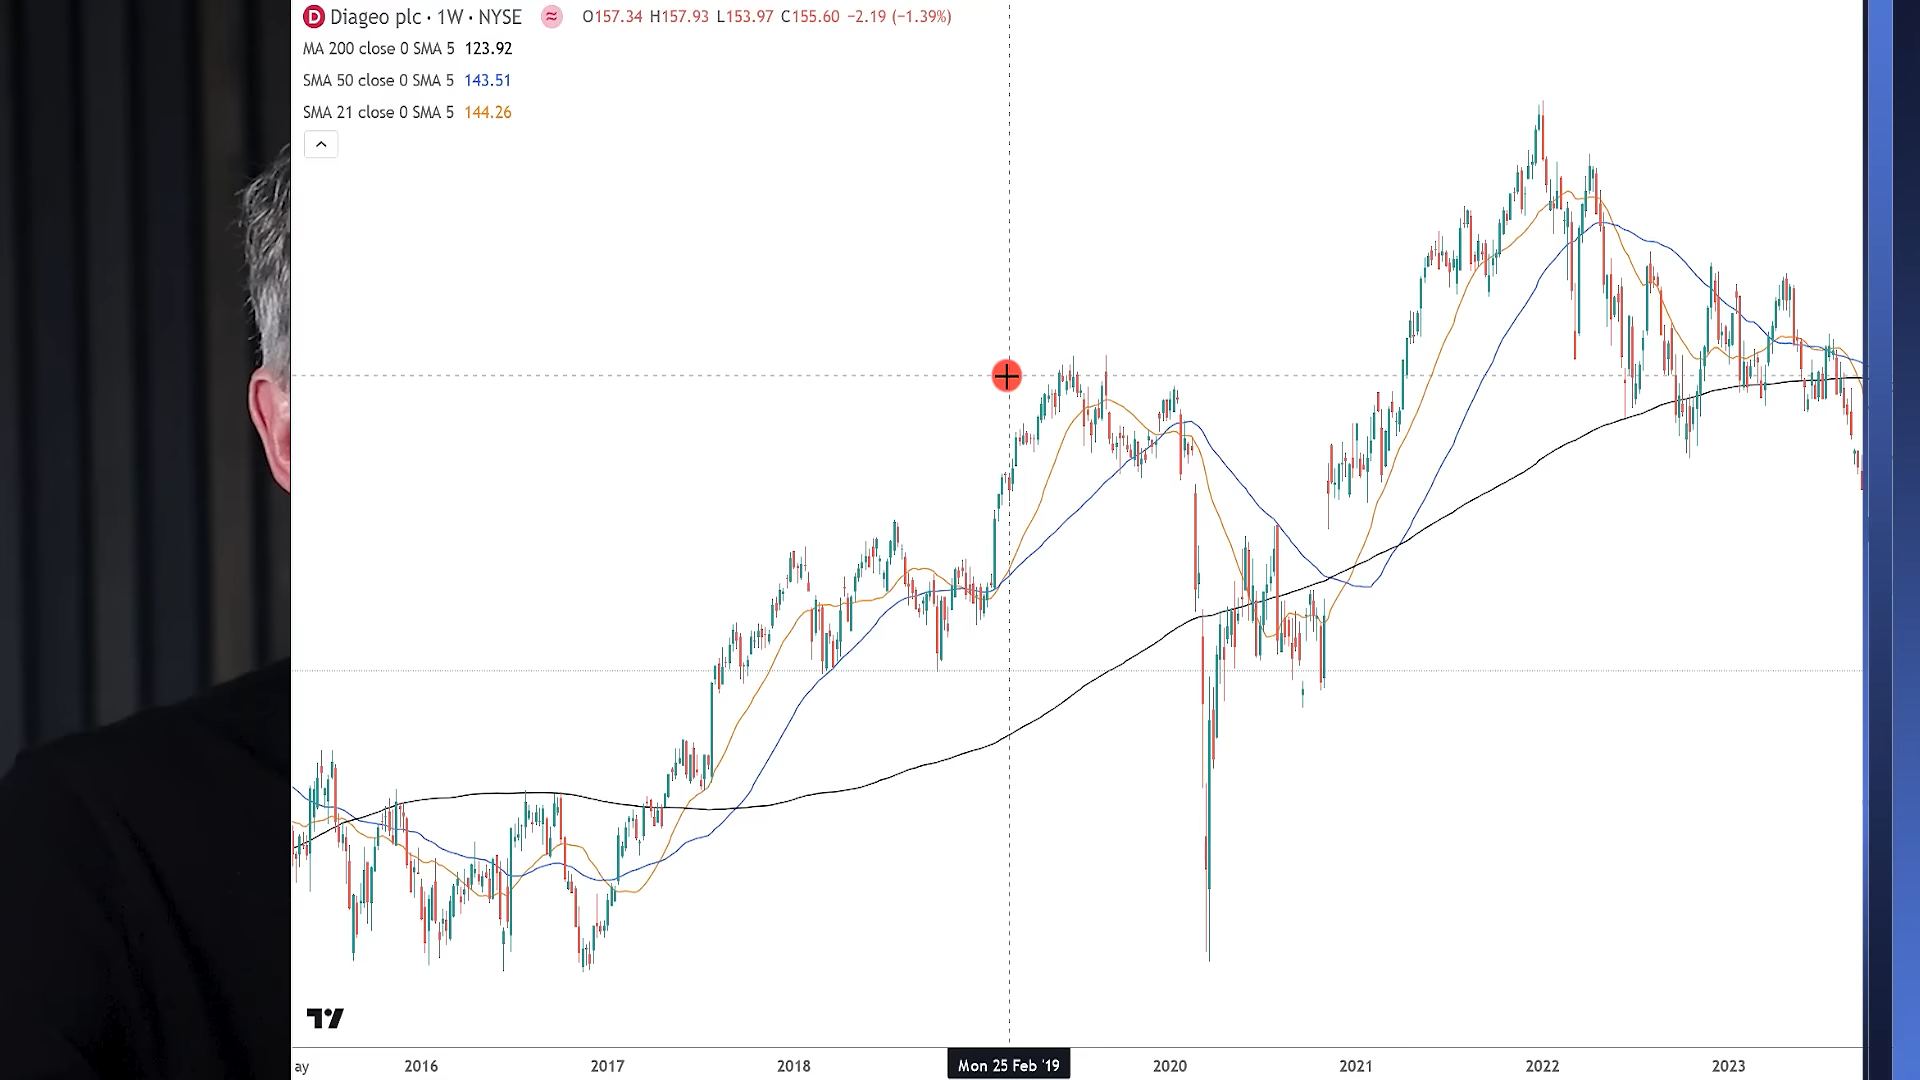 D Diageo plc · 1W · NYSE ≈ O157.34 H157.93 L153.97 C155.60 −2.19 (−1.39%)
MA 200 close 0 SMA 5 123.92
SMA 50 close 0 SMA 5 143.51
SMA 21 close 0 SMA 5 144.26
ay 2016 2017 2018 Mon 25 Feb '19 2020 2021 2022 2023